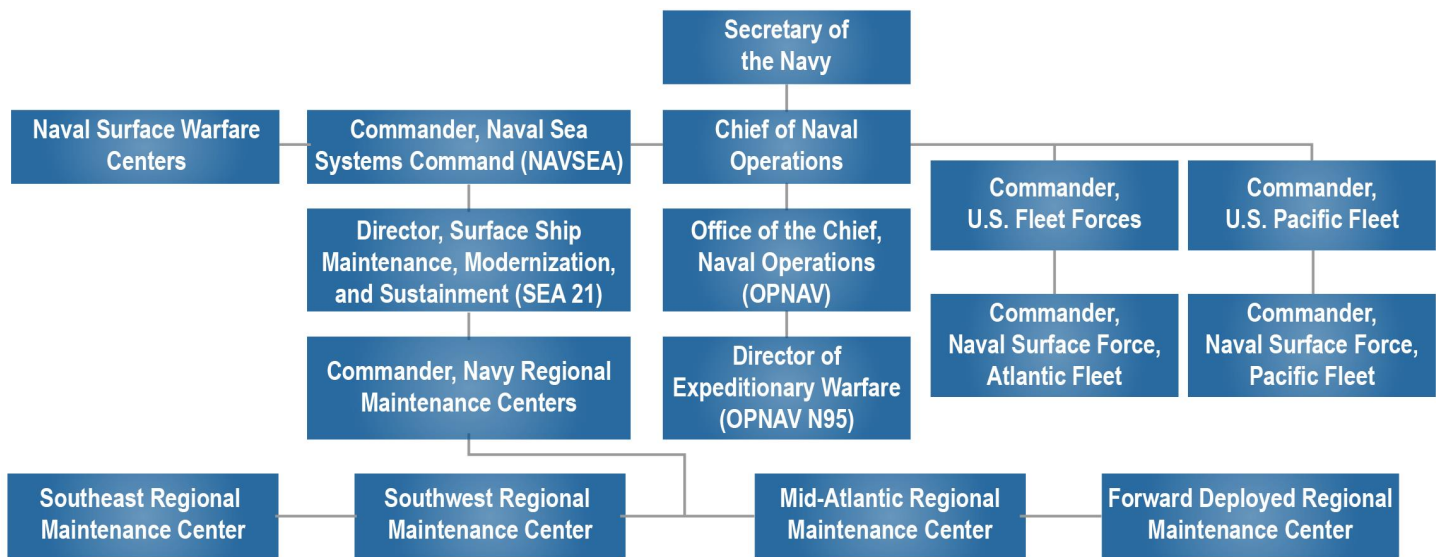 Secretary of
the Navy
Naval Surface Warfare
Centers
Commander, Naval Sea
Systems Command (NAVSEA)
Chief of Naval
Operations
Commander,
U.S. Fleet Forces
Commander,
U.S. Pacific Fleet
Director, Surface Ship
Maintenance, Modernization,
and Sustainment (SEA 21)
Office of the Chief,
Naval Operations
(OPNAV)
Commander,
Naval Surface Force,
Atlantic Fleet
Commander,
Naval Surface Force,
Pacific Fleet
Commander, Navy Regional
Maintenance Centers
Director of
Expeditionary Warfare
(OPNAV N95)
Southeast Regional
Maintenance Center
Southwest Regional
Maintenance Center
Mid-Atlantic Regional
Maintenance Center
Forward Deployed Regional
Maintenance Center